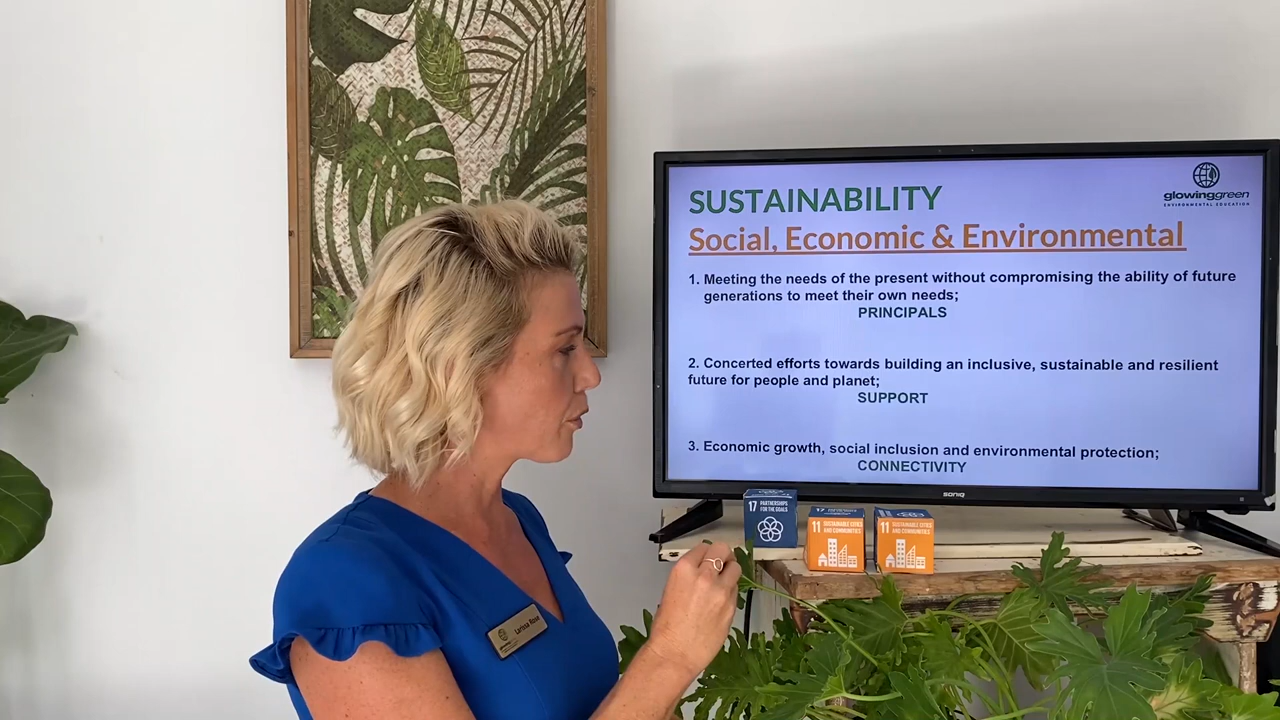 SUSTAINABILITY
glowinggreen
ENVIRONMENTAL EDUCATION
Social, Economic & Environmental
1. Meeting the needs of the present without compromising the ability of future
generations to meet their own needs;
PRINCIPALS
2. Concerted efforts towards building an inclusive, sustainable and resilient
future for people and planet;
SUPPORT
3. Economic growth, social inclusion and environmental protection;
CONNECTIVITY
SONIQ
17 PARTNERSHIPS
FOR THE GOALS
17
11 SUSTAINABLE CITIES
AND COMMUNITIES
11 SUSTAINABLE CITIES
AND COMMUNITIES
Larissa Rose